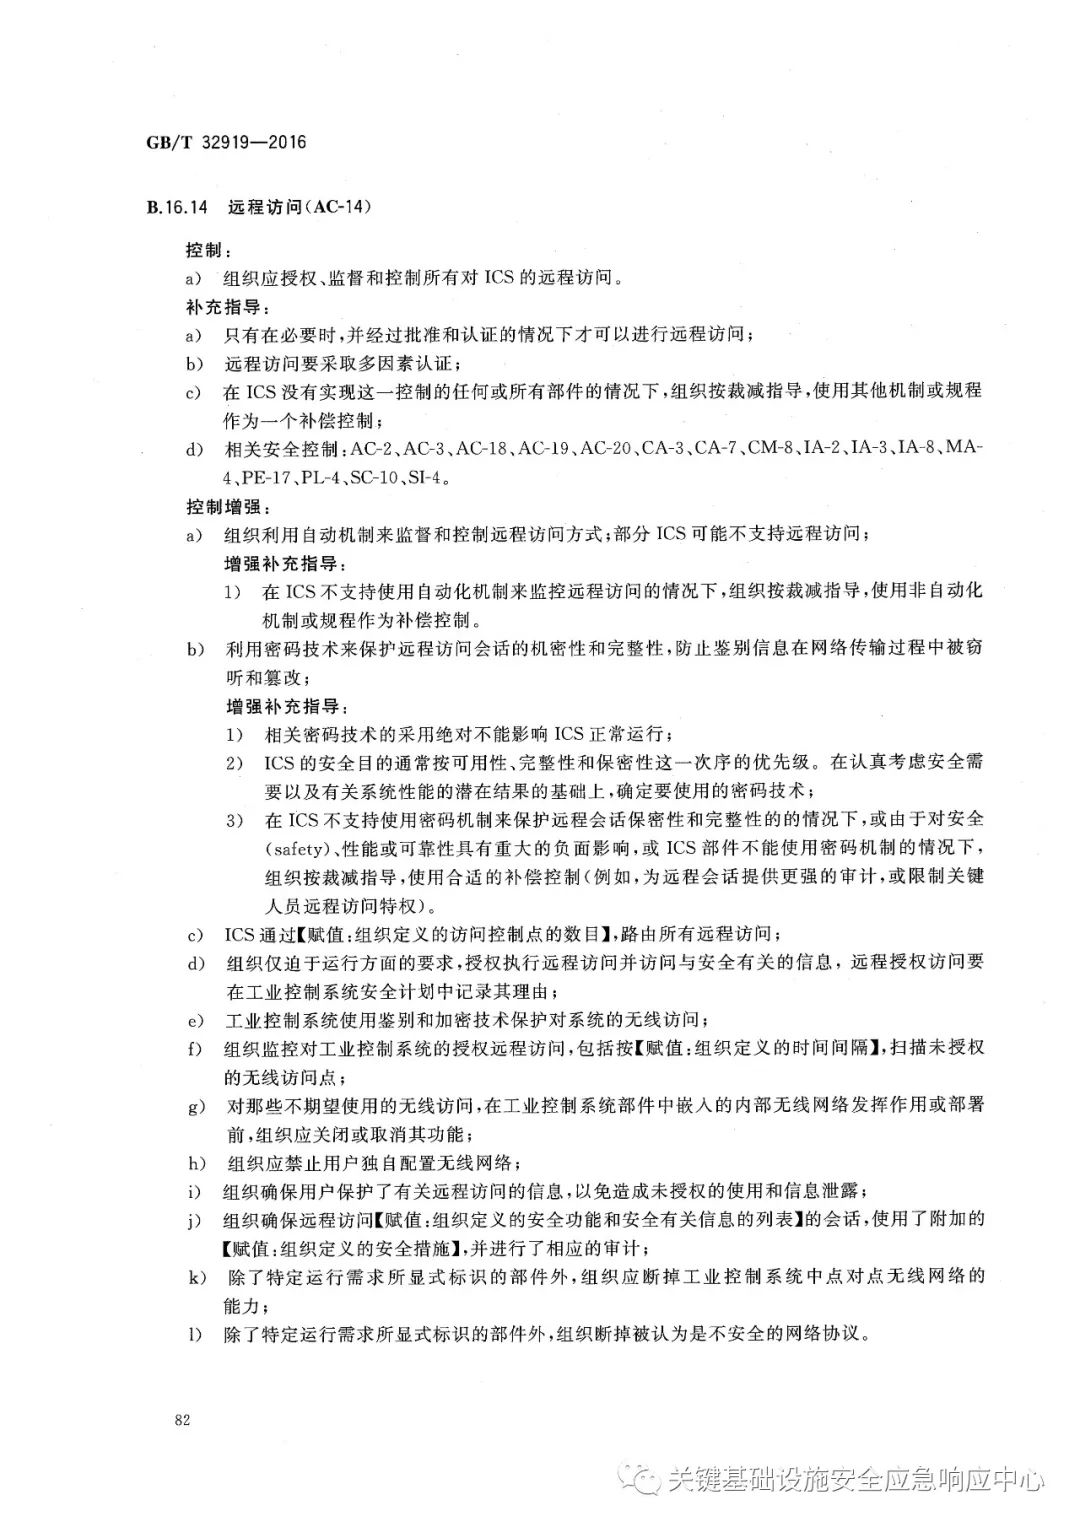 GB/T 32919—2016
B.16.14 远程访问(AC-14)
控制:
a) 组织应授权、监督和控制所有对 ICS 的远程访问。
补充指导:
a) 只有在必要时,并经过批准和认证的情况下才可以进行远程访问;
b) 远程访问要采取多因素认证;
c) 在 ICS 没有实现这一控制的任何或所有部件的情况下,组织按裁减指导,使用其他机制或规程
作为一个补偿控制;
d) 相关安全控制:AC-2、AC-3、AC-18、AC-19、AC-20、CA-3、CA-7、CM-8、IA-2、IA-3、IA-8、MA-
4、PE-17、PL-4、SC-10、SI-4。
控制增强:
a) 组织利用自动机制来监督和控制远程访问方式;部分 ICS 可能不支持远程访问;
增强补充指导:
1) 在 ICS 不支持使用自动化机制来监控远程访问的情况下,组织按裁减指导,使用非自动化
机制或规程作为补偿控制。
b) 利用密码技术来保护远程访问会话的机密性和完整性,防止鉴别信息在网络传输过程中被窃
听和篡改;
增强补充指导:
1) 相关密码技术的采用绝对不能影响 ICS 正常运行;
2) ICS 的安全目的通常按可用性、完整性和保密性这一次序的优先级。在认真考虑安全需
要以及有关系统性能的潜在结果的基础上,确定要使用的密码技术;
3) 在 ICS 不支持使用密码机制来保护远程会话保密性和完整性的的情况下,或由于对安全
(safety)、性能或可靠性具有重大的负面影响,或 ICS 部件不能使用密码机制的情况下,
组织按裁减指导,使用合适的补偿控制(例如,为远程会话提供更强的审计,或限制关键
人员远程访问特权)。
c) ICS 通过【赋值:组织定义的访问控制点的数目】,路由所有远程访问;
d) 组织仅迫于运行方面的要求,授权执行远程访问并访问与安全有关的信息, 远程授权访问要
在工业控制系统安全计划中记录其理由;
e) 工业控制系统使用鉴别和加密技术保护对系统的无线访问;
f) 组织监控对工业控制系统的授权远程访问,包括按【赋值:组织定义的时间间隔】,扫描未授权
的无线访问点;
g) 对那些不期望使用的无线访问,在工业控制系统部件中嵌入的内部无线网络发挥作用或部署
前,组织应关闭或取消其功能;
h) 组织应禁止用户独自配置无线网络;
i) 组织确保用户保护了有关远程访问的信息,以免造成未授权的使用和信息泄露;
j) 组织确保远程访问【赋值:组织定义的安全功能和安全有关信息的列表】的会话,使用了附加的
【赋值:组织定义的安全措施】,并进行了相应的审计;
k) 除了特定运行需求所显式标识的部件外,组织应断掉工业控制系统中点对点无线网络的
能力;
l) 除了特定运行需求所显式标识的部件外,组织断掉被认为是不安全的网络协议。
82
关键基础设施安全应急响应中心